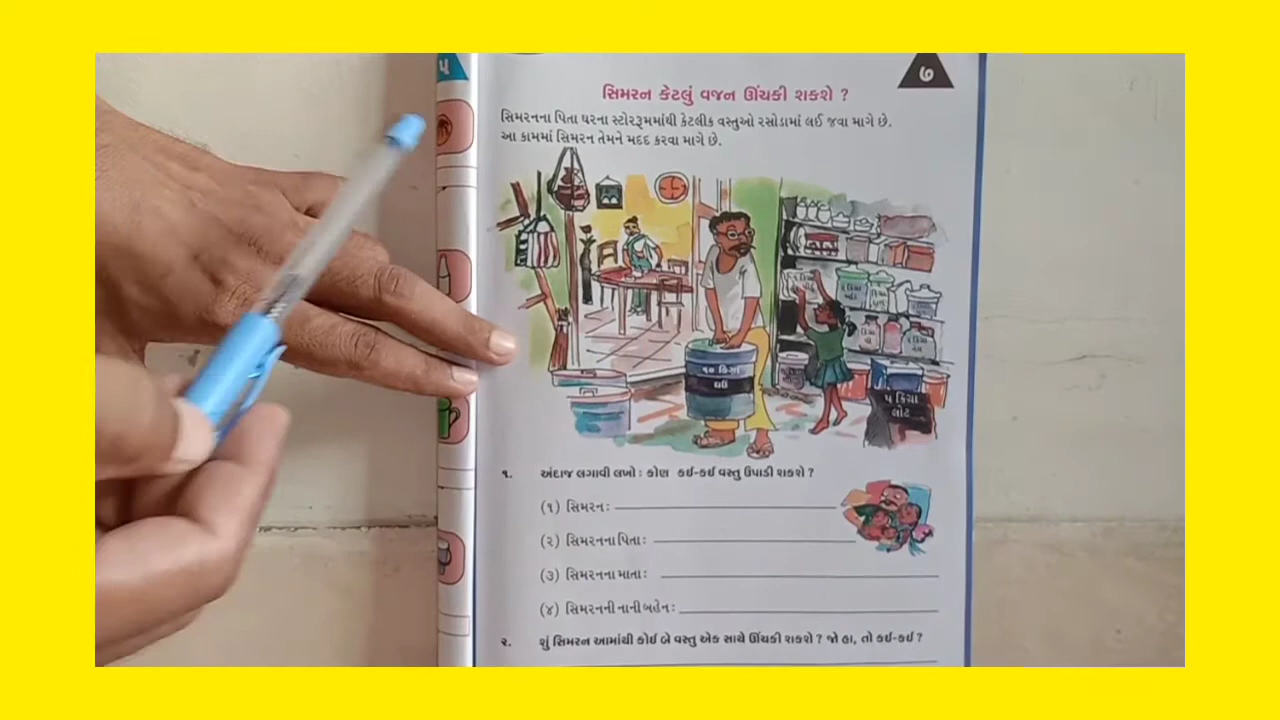 ૫
૭
સિમરન કેટલું વજન ઊંચકી શકશે ?
સિમરનના પિતા ઘરના સ્ટોરરૂમમાંથી કેટલીક વસ્તુઓ રસોડામાં લઈ જવા માગે છે.
આ કામમાં સિમરન તેમને મદદ કરવા માગે છે.
૧૦ કિગ્રા
ઘઉં
૫ કિગ્રા
લોટ
૧. અંદાજ લગાવી લખો : કોણ કઈ-કઈ વસ્તુ ઉપાડી શકશે ?
(૧) સિમરન:
(૨) સિમરનના પિતા:
(૩) સિમરનના માતા:
(૪) સિમરનની નાની બહેન:
૨. શું સિમરન આમાંથી કોઈ બે વસ્તુ એક સાથે ઊંચકી શકશે ? જો હા, તો કઈ-કઈ ?